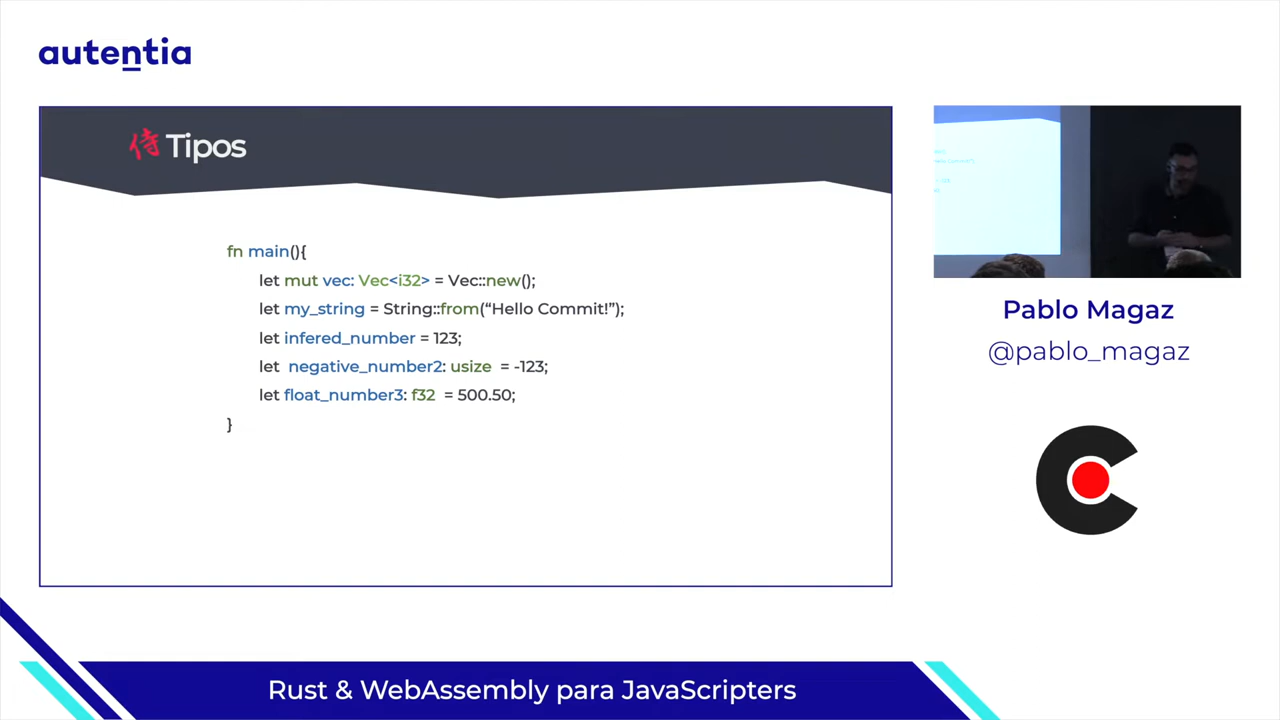 autentia
侍 Tipos
fn main(){
let mut vec: Vec<i32> = Vec::new();
let my_string = String::from(“Hello Commit!”);
let infered_number = 123;
let negative_number2: usize = -123;
let float_number3: f32 = 500.50;
}
Pablo Magaz
@pablo_magaz
Rust & WebAssembly para JavaScripters